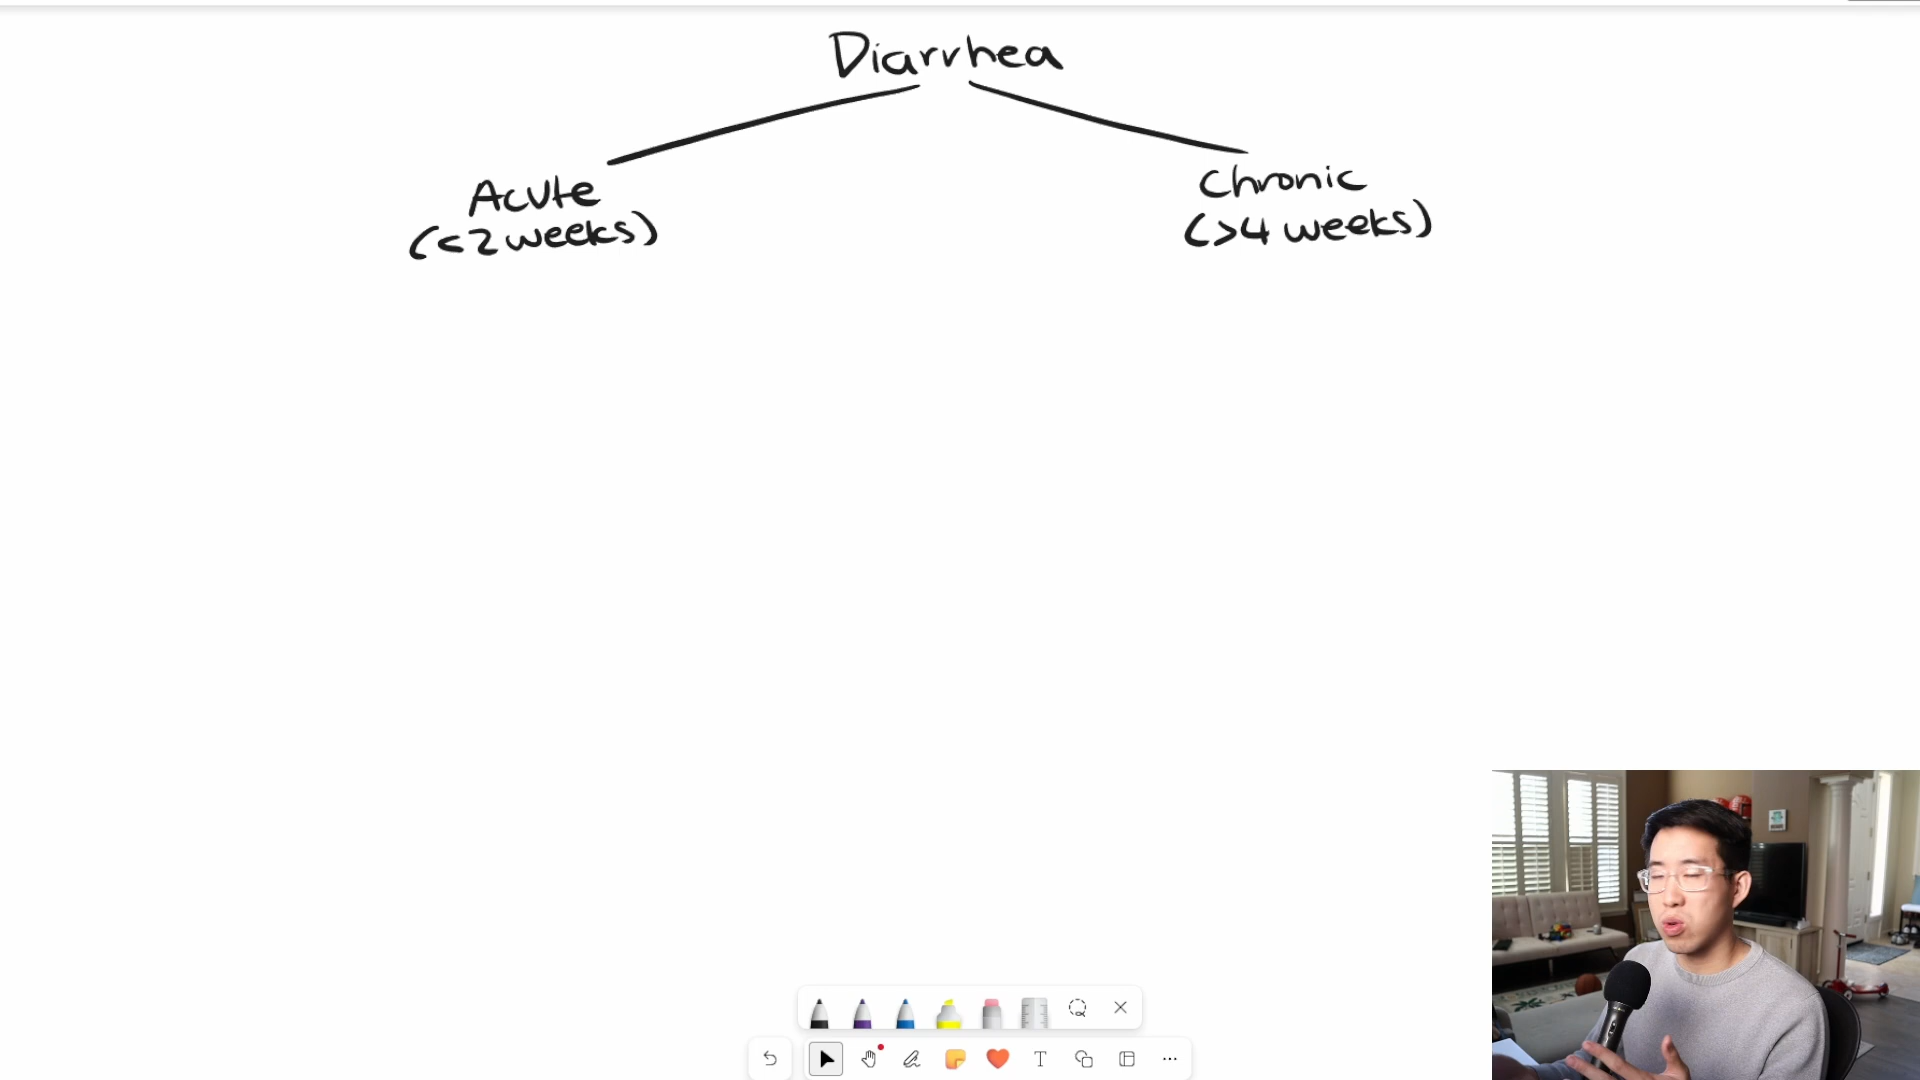 Diarrhea
Acute
(<2 weeks)
Chronic
(>4 weeks)